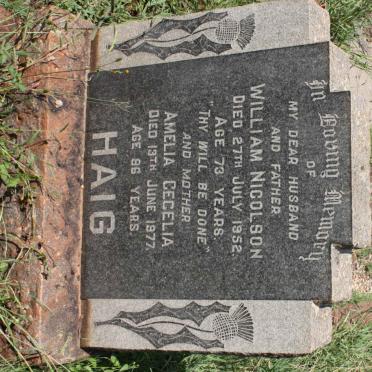 In Loving Memory
OF
MY DEAR HUSBAND
AND FATHER
WILLIAM NICOLSON
DIED 27TH JULY 1952.
AGE 73 YEARS.
"THY WILL BE DONE"
AND MOTHER
AMELIA CECELIA
DIED 13TH JUNE 1977.
AGE 86 YEARS.
HAIG